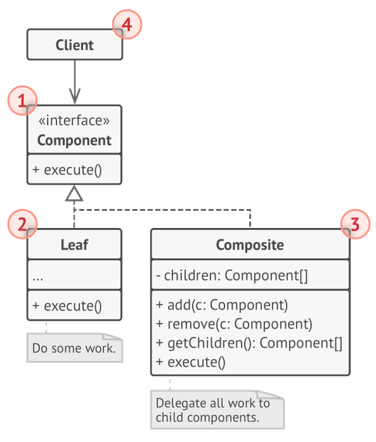 4
Client
1
«interface»
Component
+ execute()
2
Leaf
...
+ execute()
Do some work.
3
Composite
- children: Component[]
+ add(c: Component)
+ remove(c: Component)
+ getChildren(): Component[]
+ execute()
Delegate all work to
child components.